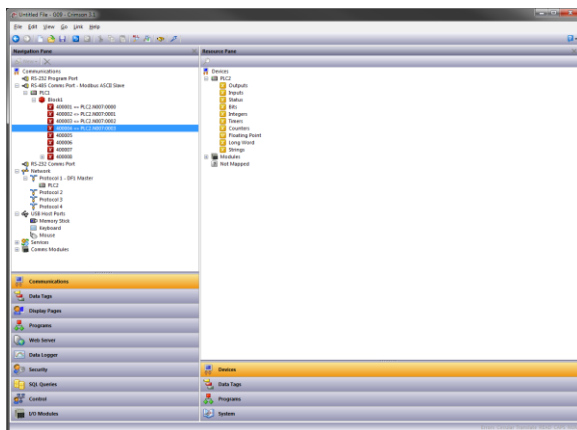 Untitled File - G09 - Crimson 3.1
File Edit View Go Link Help
Navigation Pane
Communications
RS-232 Program Port
RS-485 Comms Port - Modbus ASCII Slave
PLC1
Block1
400001 <= PLC2.N007:0000
400002 <= PLC2.N007:0001
400003 <= PLC2.N007:0002
400004 <= PLC2.N007:0003
400005
400006
400007
400008
RS-232 Comms Port
Network
Protocol 1 - DF1 Master
PLC2
Protocol 2
Protocol 3
Protocol 4
USB Host Ports
Memory Stick
Keyboard
Mouse
Services
Comms Modules
Communications
Data Tags
Display Pages
Programs
Web Server
Data Logger
Security
SQL Queries
Control
I/O Modules
Resource Pane
Devices
PLC2
Outputs
Inputs
Status
Bits
Integers
Timers
Counters
Floating Point
Long Word
Strings
Modules
Not Mapped
Devices
Data Tags
Programs
System